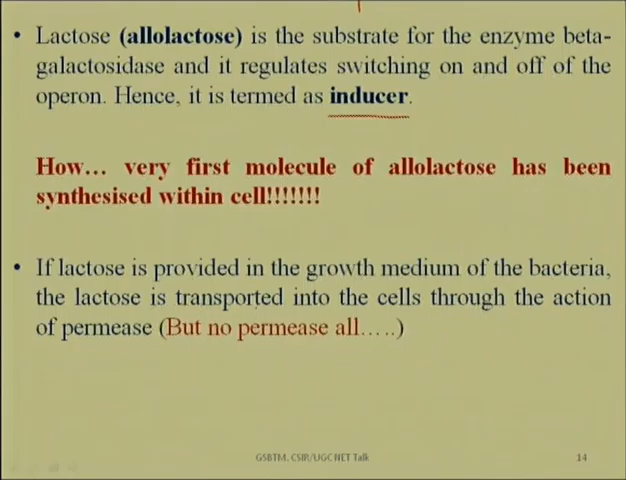 • Lactose (allolactose) is the substrate for the enzyme beta-
galactosidase and it regulates switching on and off of the
operon. Hence, it is termed as inducer.
How… very first molecule of allolactose has been
synthesised within cell!!!!!!!
• If lactose is provided in the growth medium of the bacteria,
the lactose is transported into the cells through the action
of permease (But no permease all…..)
GSBTM, CSIR/UGC NET Talk
14